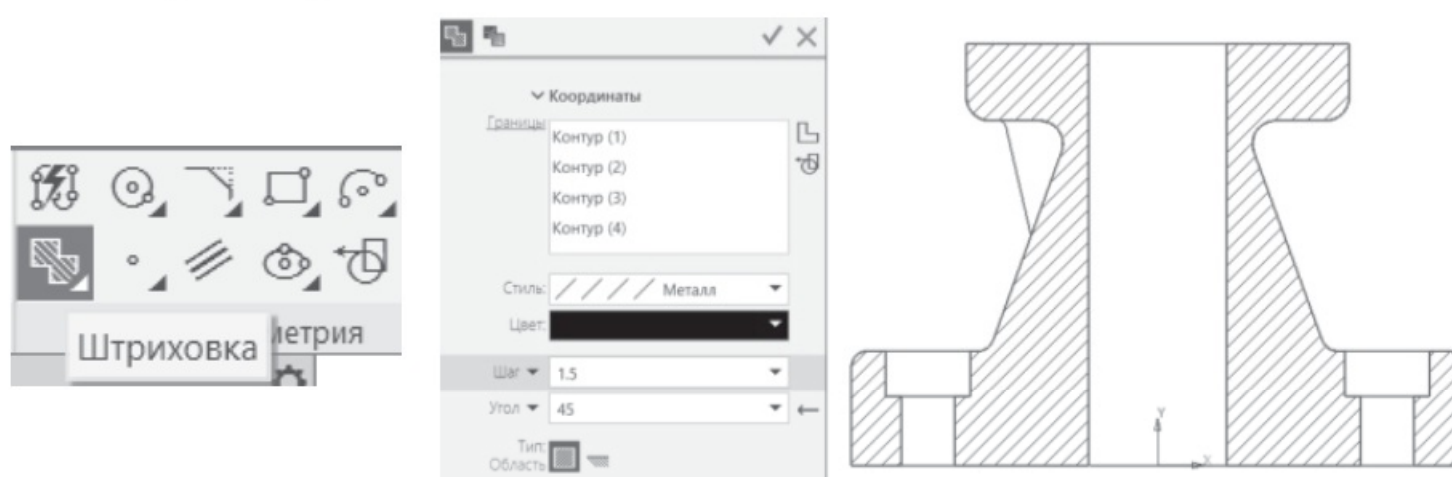 Штриховка
метрия
Координаты
Границы
Контур (1)
Контур (2)
Контур (3)
Контур (4)
Стиль: Металл
Цвет:
Шаг 1.5
Угол 45
Тип:
Область
Y
X